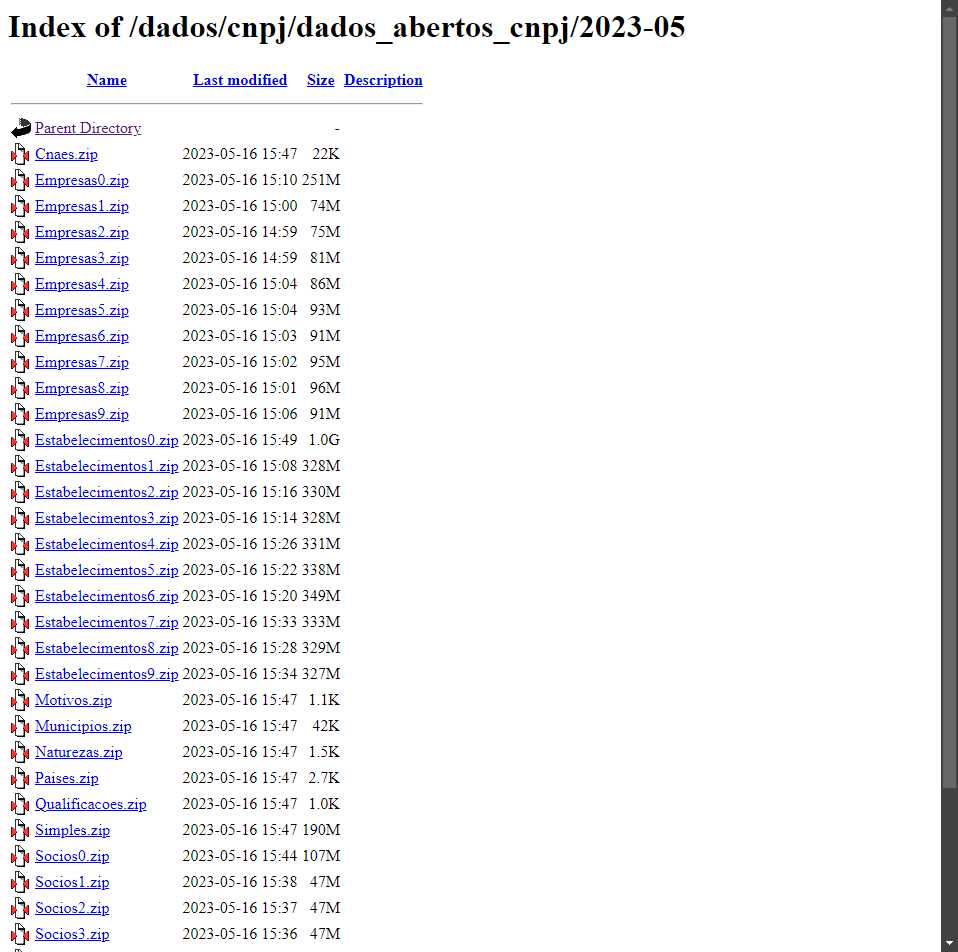 Index of /dados/cnpj/dados_abertos_cnpj/2023-05
Name Last modified Size Description
Parent Directory -
Cnaes.zip 2023-05-16 15:47 22K
Empresas0.zip 2023-05-16 15:10 251M
Empresas1.zip 2023-05-16 15:00 74M
Empresas2.zip 2023-05-16 14:59 75M
Empresas3.zip 2023-05-16 14:59 81M
Empresas4.zip 2023-05-16 15:04 86M
Empresas5.zip 2023-05-16 15:04 93M
Empresas6.zip 2023-05-16 15:03 91M
Empresas7.zip 2023-05-16 15:02 95M
Empresas8.zip 2023-05-16 15:01 96M
Empresas9.zip 2023-05-16 15:06 91M
Estabelecimentos0.zip 2023-05-16 15:49 1.0G
Estabelecimentos1.zip 2023-05-16 15:08 328M
Estabelecimentos2.zip 2023-05-16 15:16 330M
Estabelecimentos3.zip 2023-05-16 15:14 328M
Estabelecimentos4.zip 2023-05-16 15:26 331M
Estabelecimentos5.zip 2023-05-16 15:22 338M
Estabelecimentos6.zip 2023-05-16 15:20 349M
Estabelecimentos7.zip 2023-05-16 15:33 333M
Estabelecimentos8.zip 2023-05-16 15:28 329M
Estabelecimentos9.zip 2023-05-16 15:34 327M
Motivos.zip 2023-05-16 15:47 1.1K
Municipios.zip 2023-05-16 15:47 42K
Naturezas.zip 2023-05-16 15:47 1.5K
Paises.zip 2023-05-16 15:47 2.7K
Qualificacoes.zip 2023-05-16 15:47 1.0K
Simples.zip 2023-05-16 15:47 190M
Socios0.zip 2023-05-16 15:44 107M
Socios1.zip 2023-05-16 15:38 47M
Socios2.zip 2023-05-16 15:37 47M
Socios3.zip 2023-05-16 15:36 47M